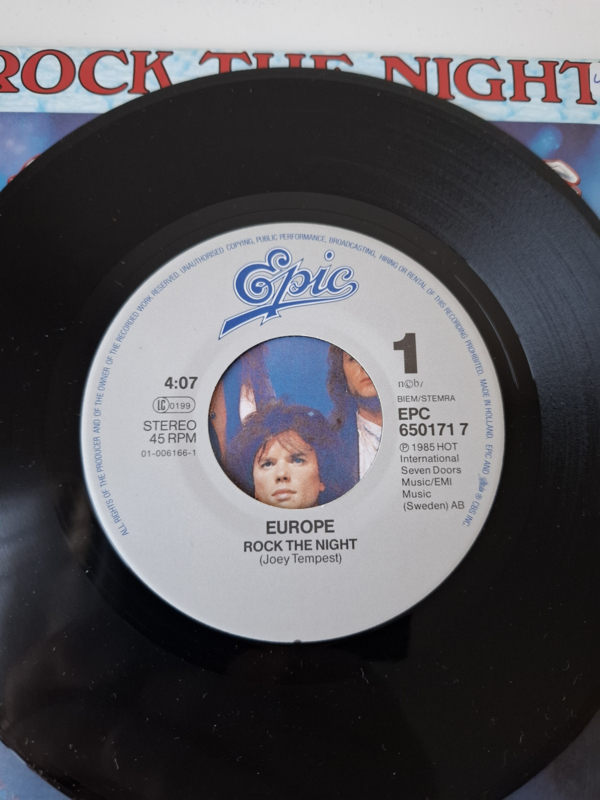 ROCK THE NIGHT
ALL RIGHTS OF THE PRODUCER AND OF THE OWNER OF THE RECORDED WORK RESERVED. UNAUTHORISED COPYING, PUBLIC PERFORMANCE, BROADCASTING, HIRING OR RENTAL OF THIS RECORDING PROHIBITED. MADE IN HOLLAND. EPIC AND ® CBS INC.
Epic
4:07
LC 0199
STEREO
45 RPM
01-006166-1
1
n©b/
BIEM/STEMRA
EPC
650171 7
℗ 1985 HOT
International
Seven Doors
Music/EMI
Music
(Sweden) AB
EUROPE
ROCK THE NIGHT
(Joey Tempest)